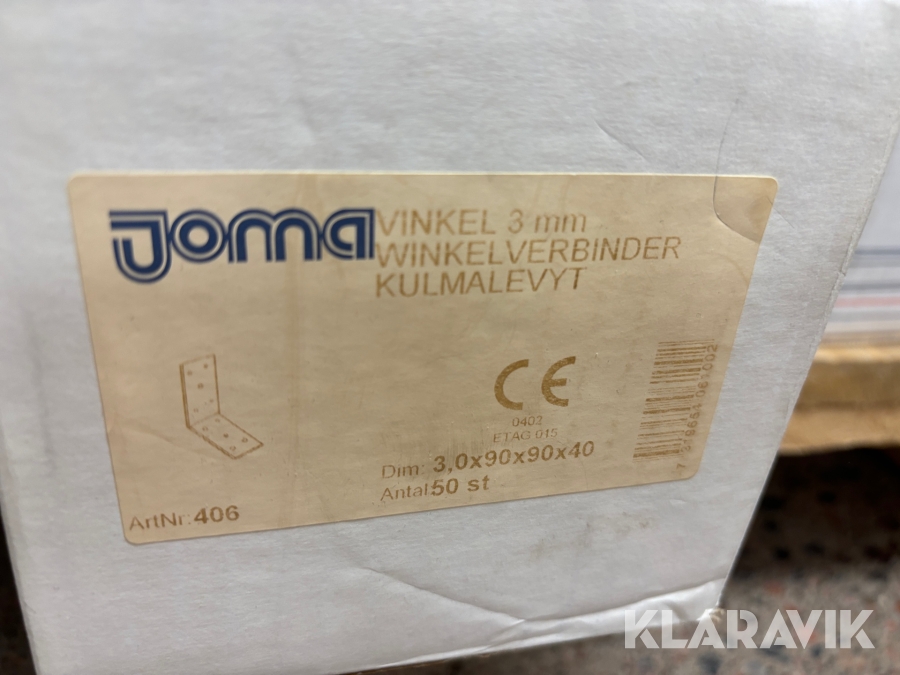 Joma
VINKEL 3 mm
WINKELVERBINDER
KULMALEVYT
CE
0402
ETAG 015
Dim: 3,0x90x90x40
Antal 50 st
ArtNr: 406
KLARAVIK